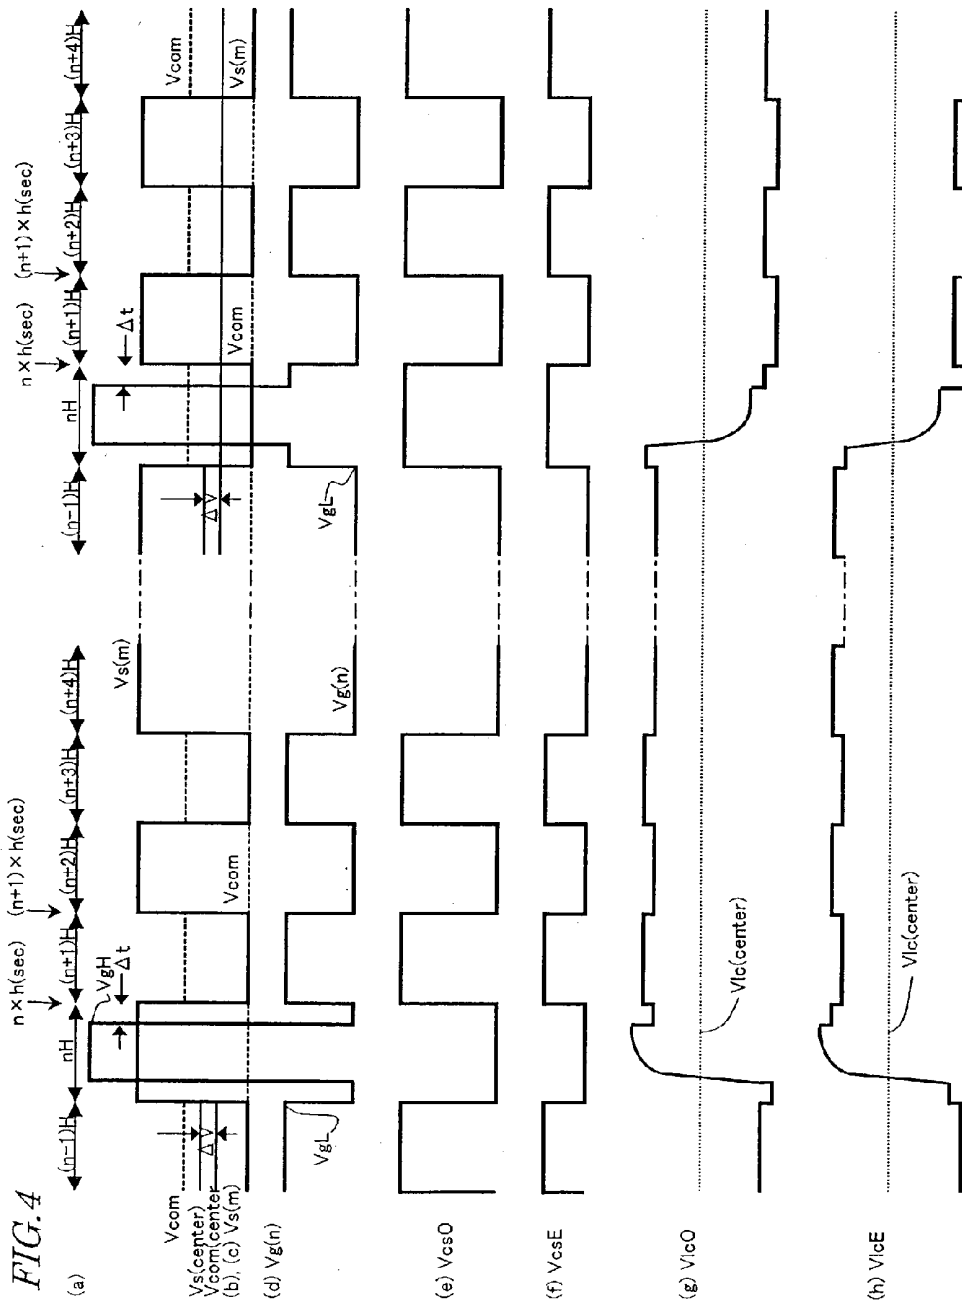 FIG.4
(a)
(n-1)H
nH
(n+1)H
(n+2)H
(n+3)H
(n+4)H
(n-1)H
nH
(n+1)H
(n+2)H
(n+3)H
(n+4)H
n×h(sec)
(n+1)×h(sec)
n×h(sec)
(n+1)×h(sec)
VgH
Δt
Δt
Vcom
Vs(center)
Vcom(center
(b), (c) Vs(m)
ΔV
Vcom
Vs(m)
ΔV
Vcom
Vcom
Vs(m)
(d) Vg(n)
VgL
Vg(n)
VgL
(e) VcsO
(f) VcsE
(g) VlcO
Vlc(center)
(h) VlcE
Vlc(center)